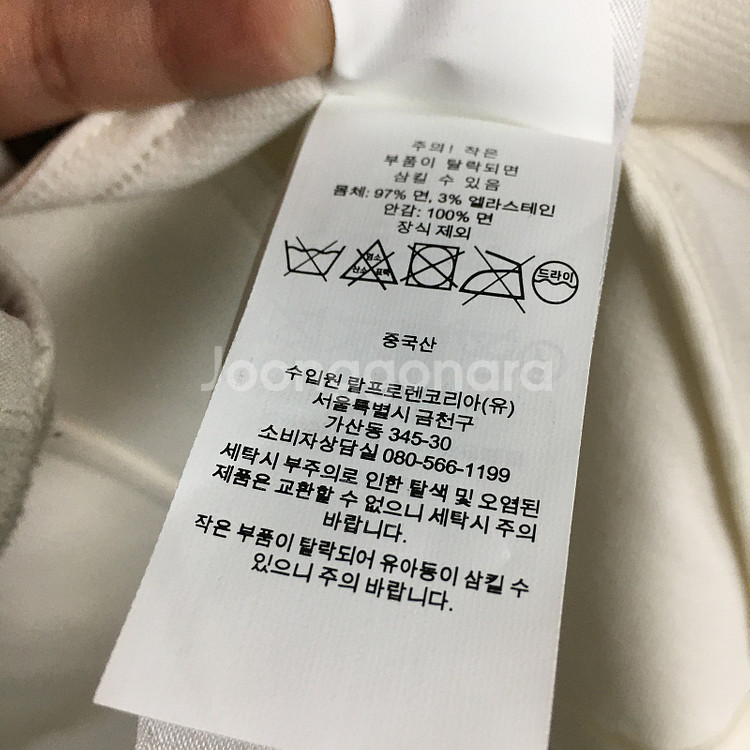 주의! 작은
부품이 탈락되면
삼킬 수 있음
몸체: 97% 면, 3% 엘라스테인
안감: 100% 면
장식 제외
염소
산소 표백
드라이
중국산
Joonggonara
수입원 랄프로렌코리아(유)
서울특별시 금천구
가산동 345-30
소비자상담실 080-566-1199
세탁시 부주의로 인한 탈색 및 오염된
제품은 교환할 수 없으니 세탁시 주의
바랍니다.
작은 부품이 탈락되어 유아동이 삼킬 수
있으니 주의 바랍니다.